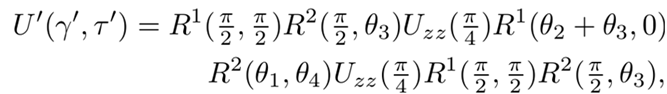 U′(γ′, τ′) = R¹(π/2, π/2)R²(π/2, θ₃)U_zz(π/4)R¹(θ₂ + θ₃, 0)
R²(θ₁, θ₄)U_zz(π/4)R¹(π/2, π/2)R²(π/2, θ₃),